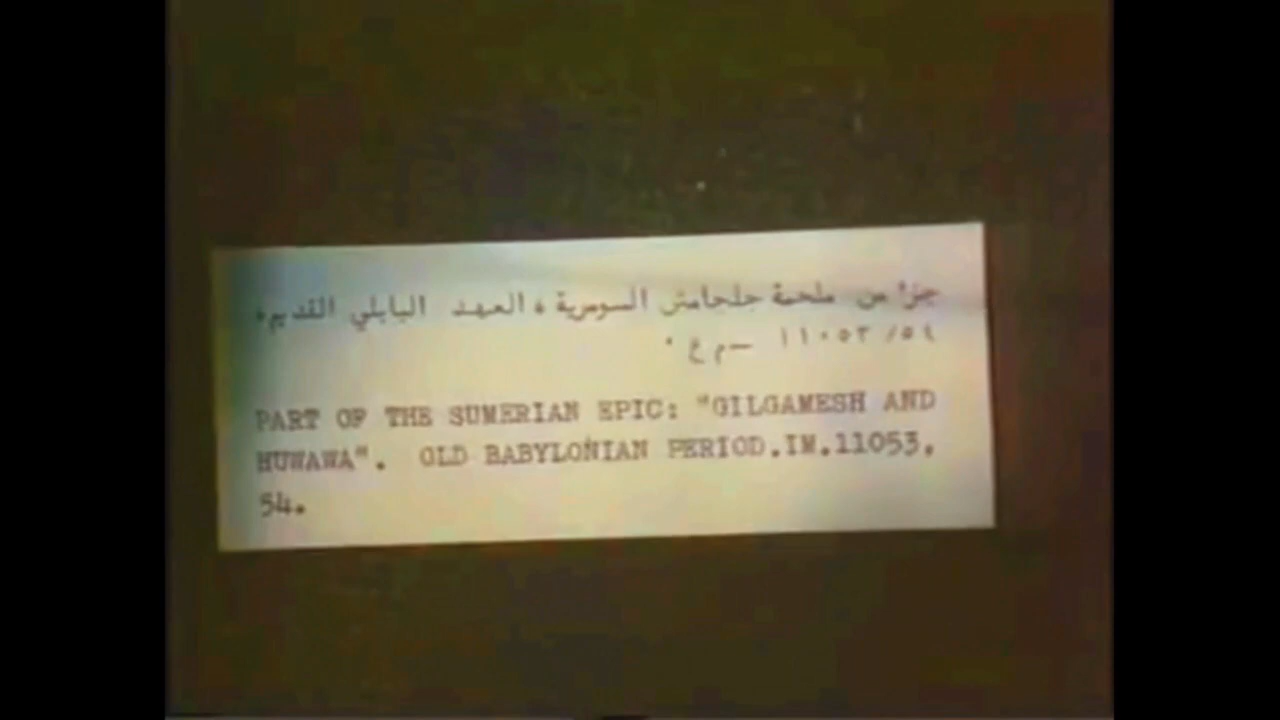 جزء من ملحمة جلجامش السومرية ، العهد البابلي القديم .
٥٤/ ١١٠٥٣ – م ع .
PART OF THE SUMERIAN EPIC: "GILGAMESH AND
HUWAWA". OLD BABYLONIAN PERIOD.IM.11053,
54.